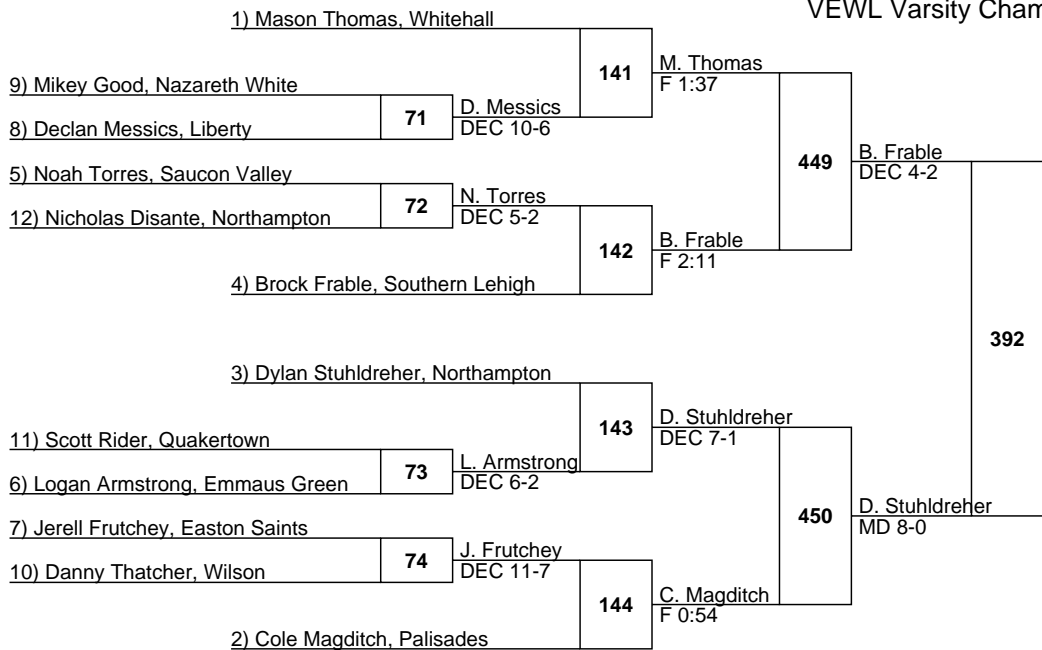 VEWL Varsity Cham
1) Mason Thomas, Whitehall
141
M. Thomas
F 1:37
9) Mikey Good, Nazareth White
71
D. Messics
DEC 10-6
8) Declan Messics, Liberty
449
B. Frable
DEC 4-2
5) Noah Torres, Saucon Valley
72
N. Torres
DEC 5-2
12) Nicholas Disante, Northampton
142
B. Frable
F 2:11
4) Brock Frable, Southern Lehigh
392
3) Dylan Stuhldreher, Northampton
143
D. Stuhldreher
DEC 7-1
11) Scott Rider, Quakertown
73
L. Armstrong
DEC 6-2
6) Logan Armstrong, Emmaus Green
450
D. Stuhldreher
MD 8-0
7) Jerell Frutchey, Easton Saints
74
J. Frutchey
DEC 11-7
10) Danny Thatcher, Wilson
144
C. Magditch
F 0:54
2) Cole Magditch, Palisades